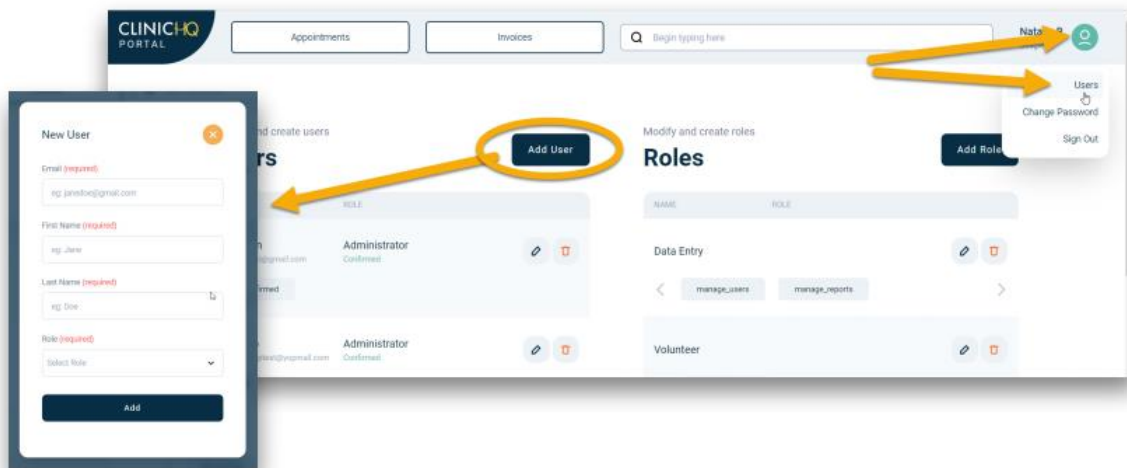 CLINICHQ
PORTAL
Appointments
Invoices
Begin typing here
Users
Change Password
Sign Out
and create users
Add User
Modify and create roles
Roles
Add Role
ROLE
NAME ROLE
Administrator
Confirmed
Data Entry
manage_users manage_reports
Administrator
Confirmed
Volunteer
New User
Email (required)
eg: janedoe@gmail.com
First Name (required)
eg: Jane
Last Name (required)
eg: Doe
Role (required)
Select Role
Add